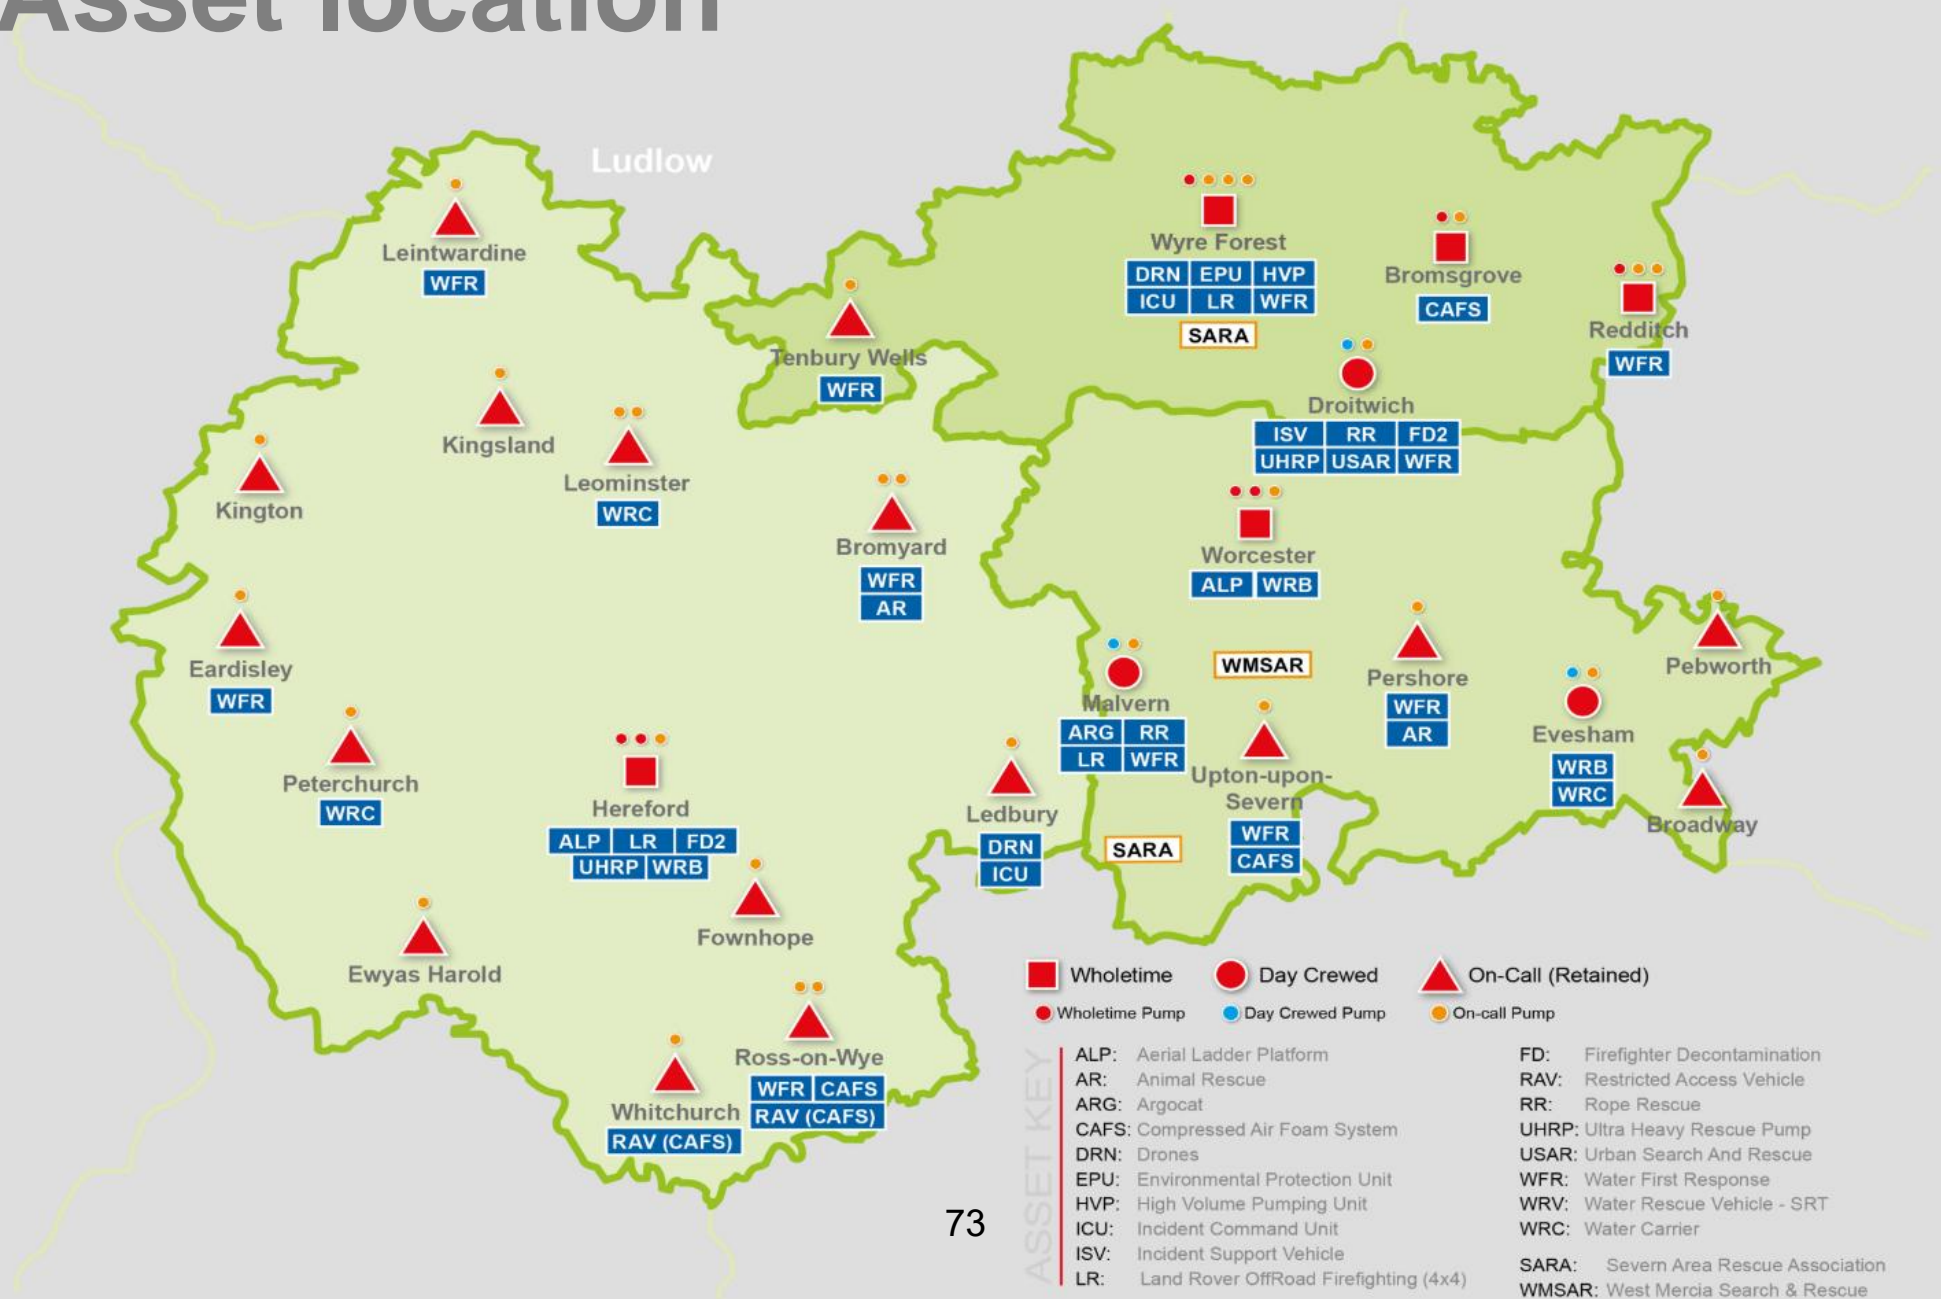 Asset location
Ludlow
Leintwardine
WFR
Wyre Forest
DRN EPU HVP
ICU LR WFR
SARA
Bromsgrove
CAFS
Redditch
WFR
Tenbury Wells
WFR
Droitwich
ISV RR FD2
UHRP USAR WFR
Kingsland
Leominster
WRC
Kington
Bromyard
WFR
AR
Worcester
ALP WRB
Eardisley
WFR
Peterchurch
WRC
Hereford
ALP LR FD2
UHRP WRB
Ledbury
DRN
ICU
Malvern
ARG RR
LR WFR
WMSAR
SARA
Upton-upon-
Severn
WFR
CAFS
Pershore
WFR
AR
Evesham
WRB
WRC
Pebworth
Broadway
Fownhope
Ewyas Harold
Ross-on-Wye
WFR CAFS
RAV (CAFS)
Whitchurch
RAV (CAFS)
Wholetime Day Crewed On-Call (Retained)
Wholetime Pump Day Crewed Pump On-call Pump
ASSET KEY
ALP: Aerial Ladder Platform
AR: Animal Rescue
ARG: Argocat
CAFS: Compressed Air Foam System
DRN: Drones
EPU: Environmental Protection Unit
HVP: High Volume Pumping Unit
ICU: Incident Command Unit
ISV: Incident Support Vehicle
LR: Land Rover OffRoad Firefighting (4x4)
FD: Firefighter Decontamination
RAV: Restricted Access Vehicle
RR: Rope Rescue
UHRP: Ultra Heavy Rescue Pump
USAR: Urban Search And Rescue
WFR: Water First Response
WRV: Water Rescue Vehicle - SRT
WRC: Water Carrier
SARA: Severn Area Rescue Association
WMSAR: West Mercia Search & Rescue
73